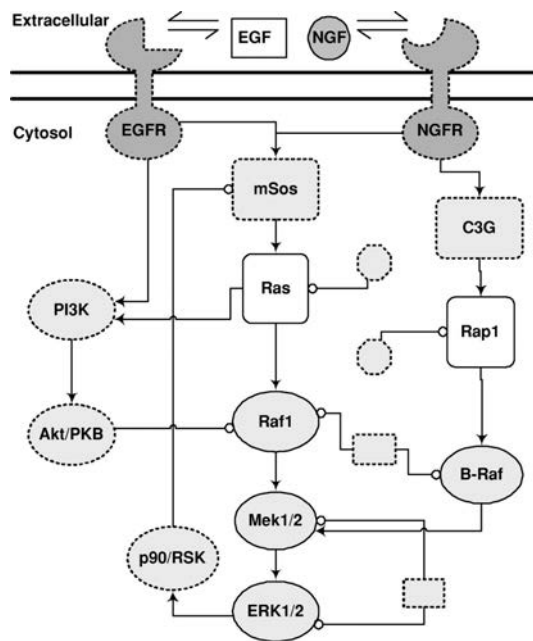 Extracellular
EGF
NGF
Cytosol
EGFR
NGFR
mSos
C3G
Ras
PI3K
Rap1
Akt/PKB
Raf1
B-Raf
Mek1/2
p90/RSK
ERK1/2